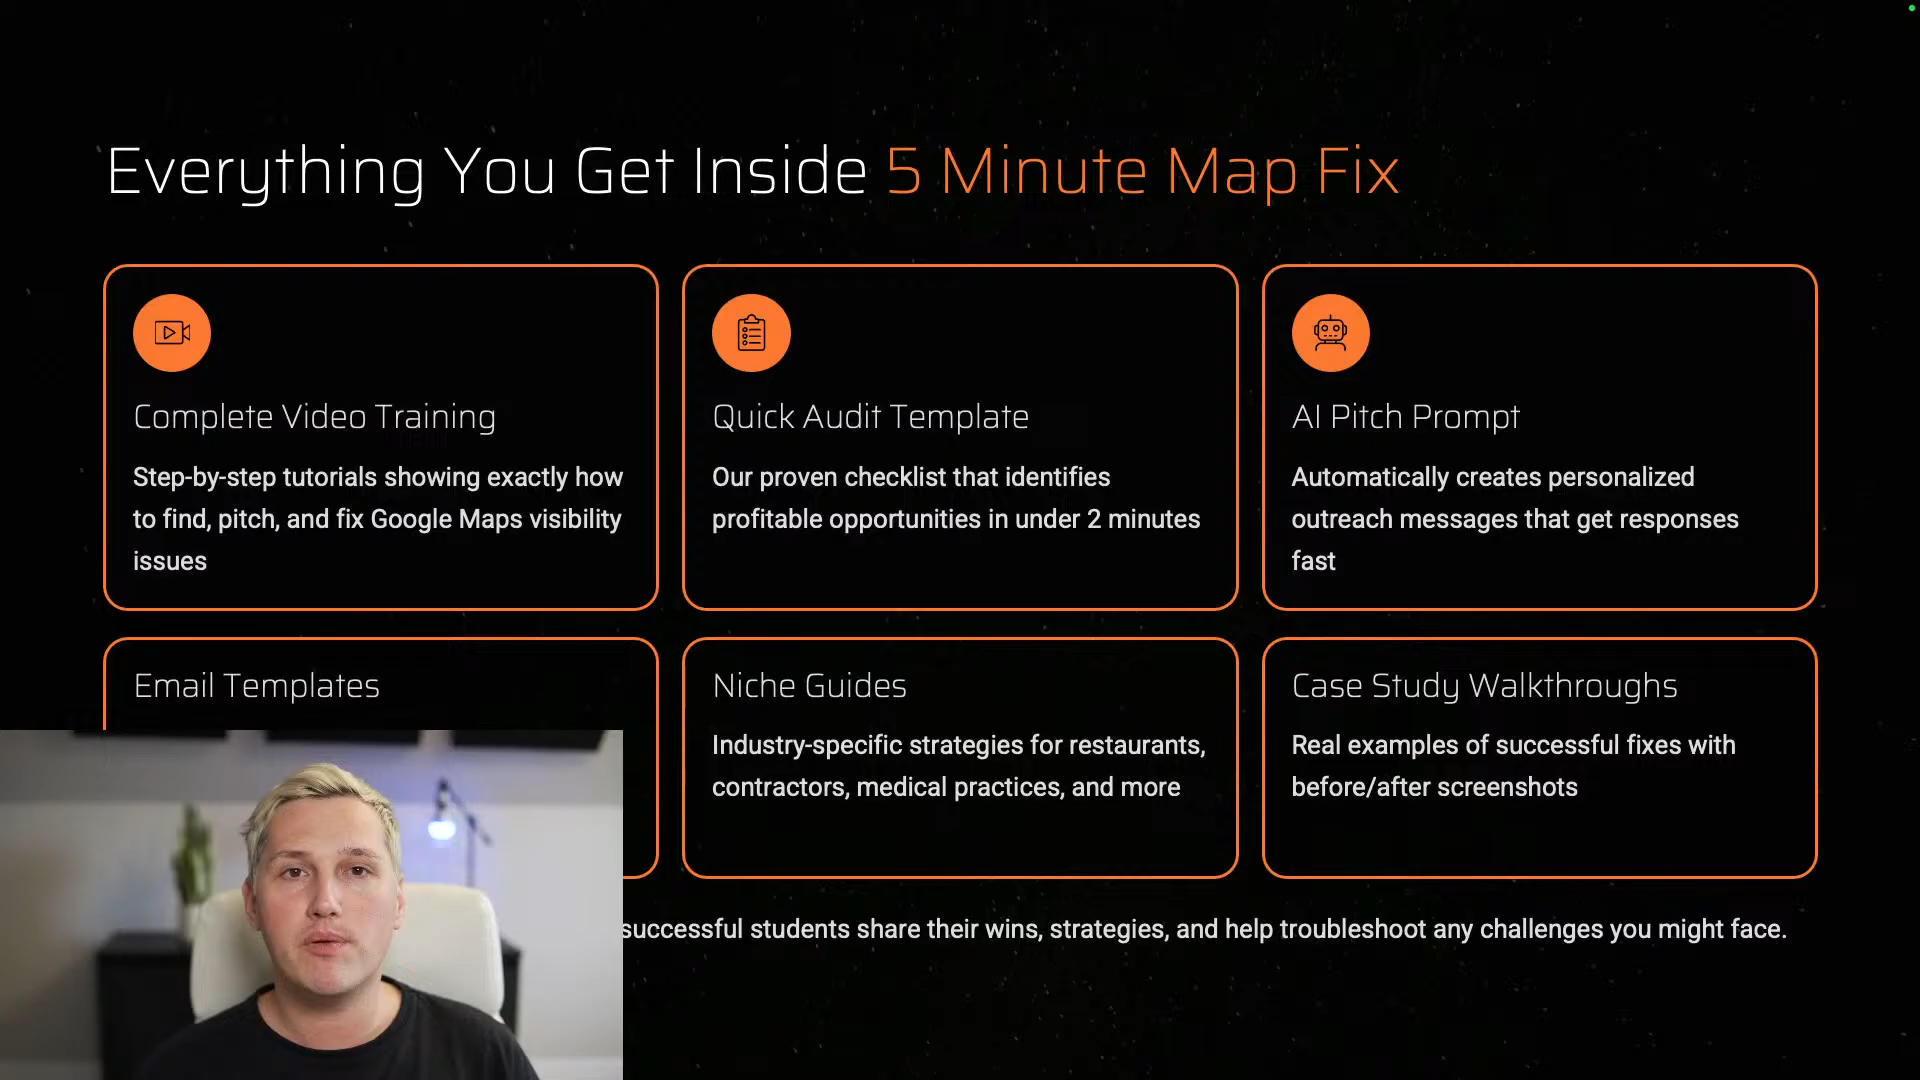 Everything You Get Inside 5 Minute Map Fix
Complete Video Training
Step-by-step tutorials showing exactly how
to find, pitch, and fix Google Maps visibility
issues
Quick Audit Template
Our proven checklist that identifies
profitable opportunities in under 2 minutes
AI Pitch Prompt
Automatically creates personalized
outreach messages that get responses
fast
Email Templates
Niche Guides
Industry-specific strategies for restaurants,
contractors, medical practices, and more
Case Study Walkthroughs
Real examples of successful fixes with
before/after screenshots
successful students share their wins, strategies, and help troubleshoot any challenges you might face.